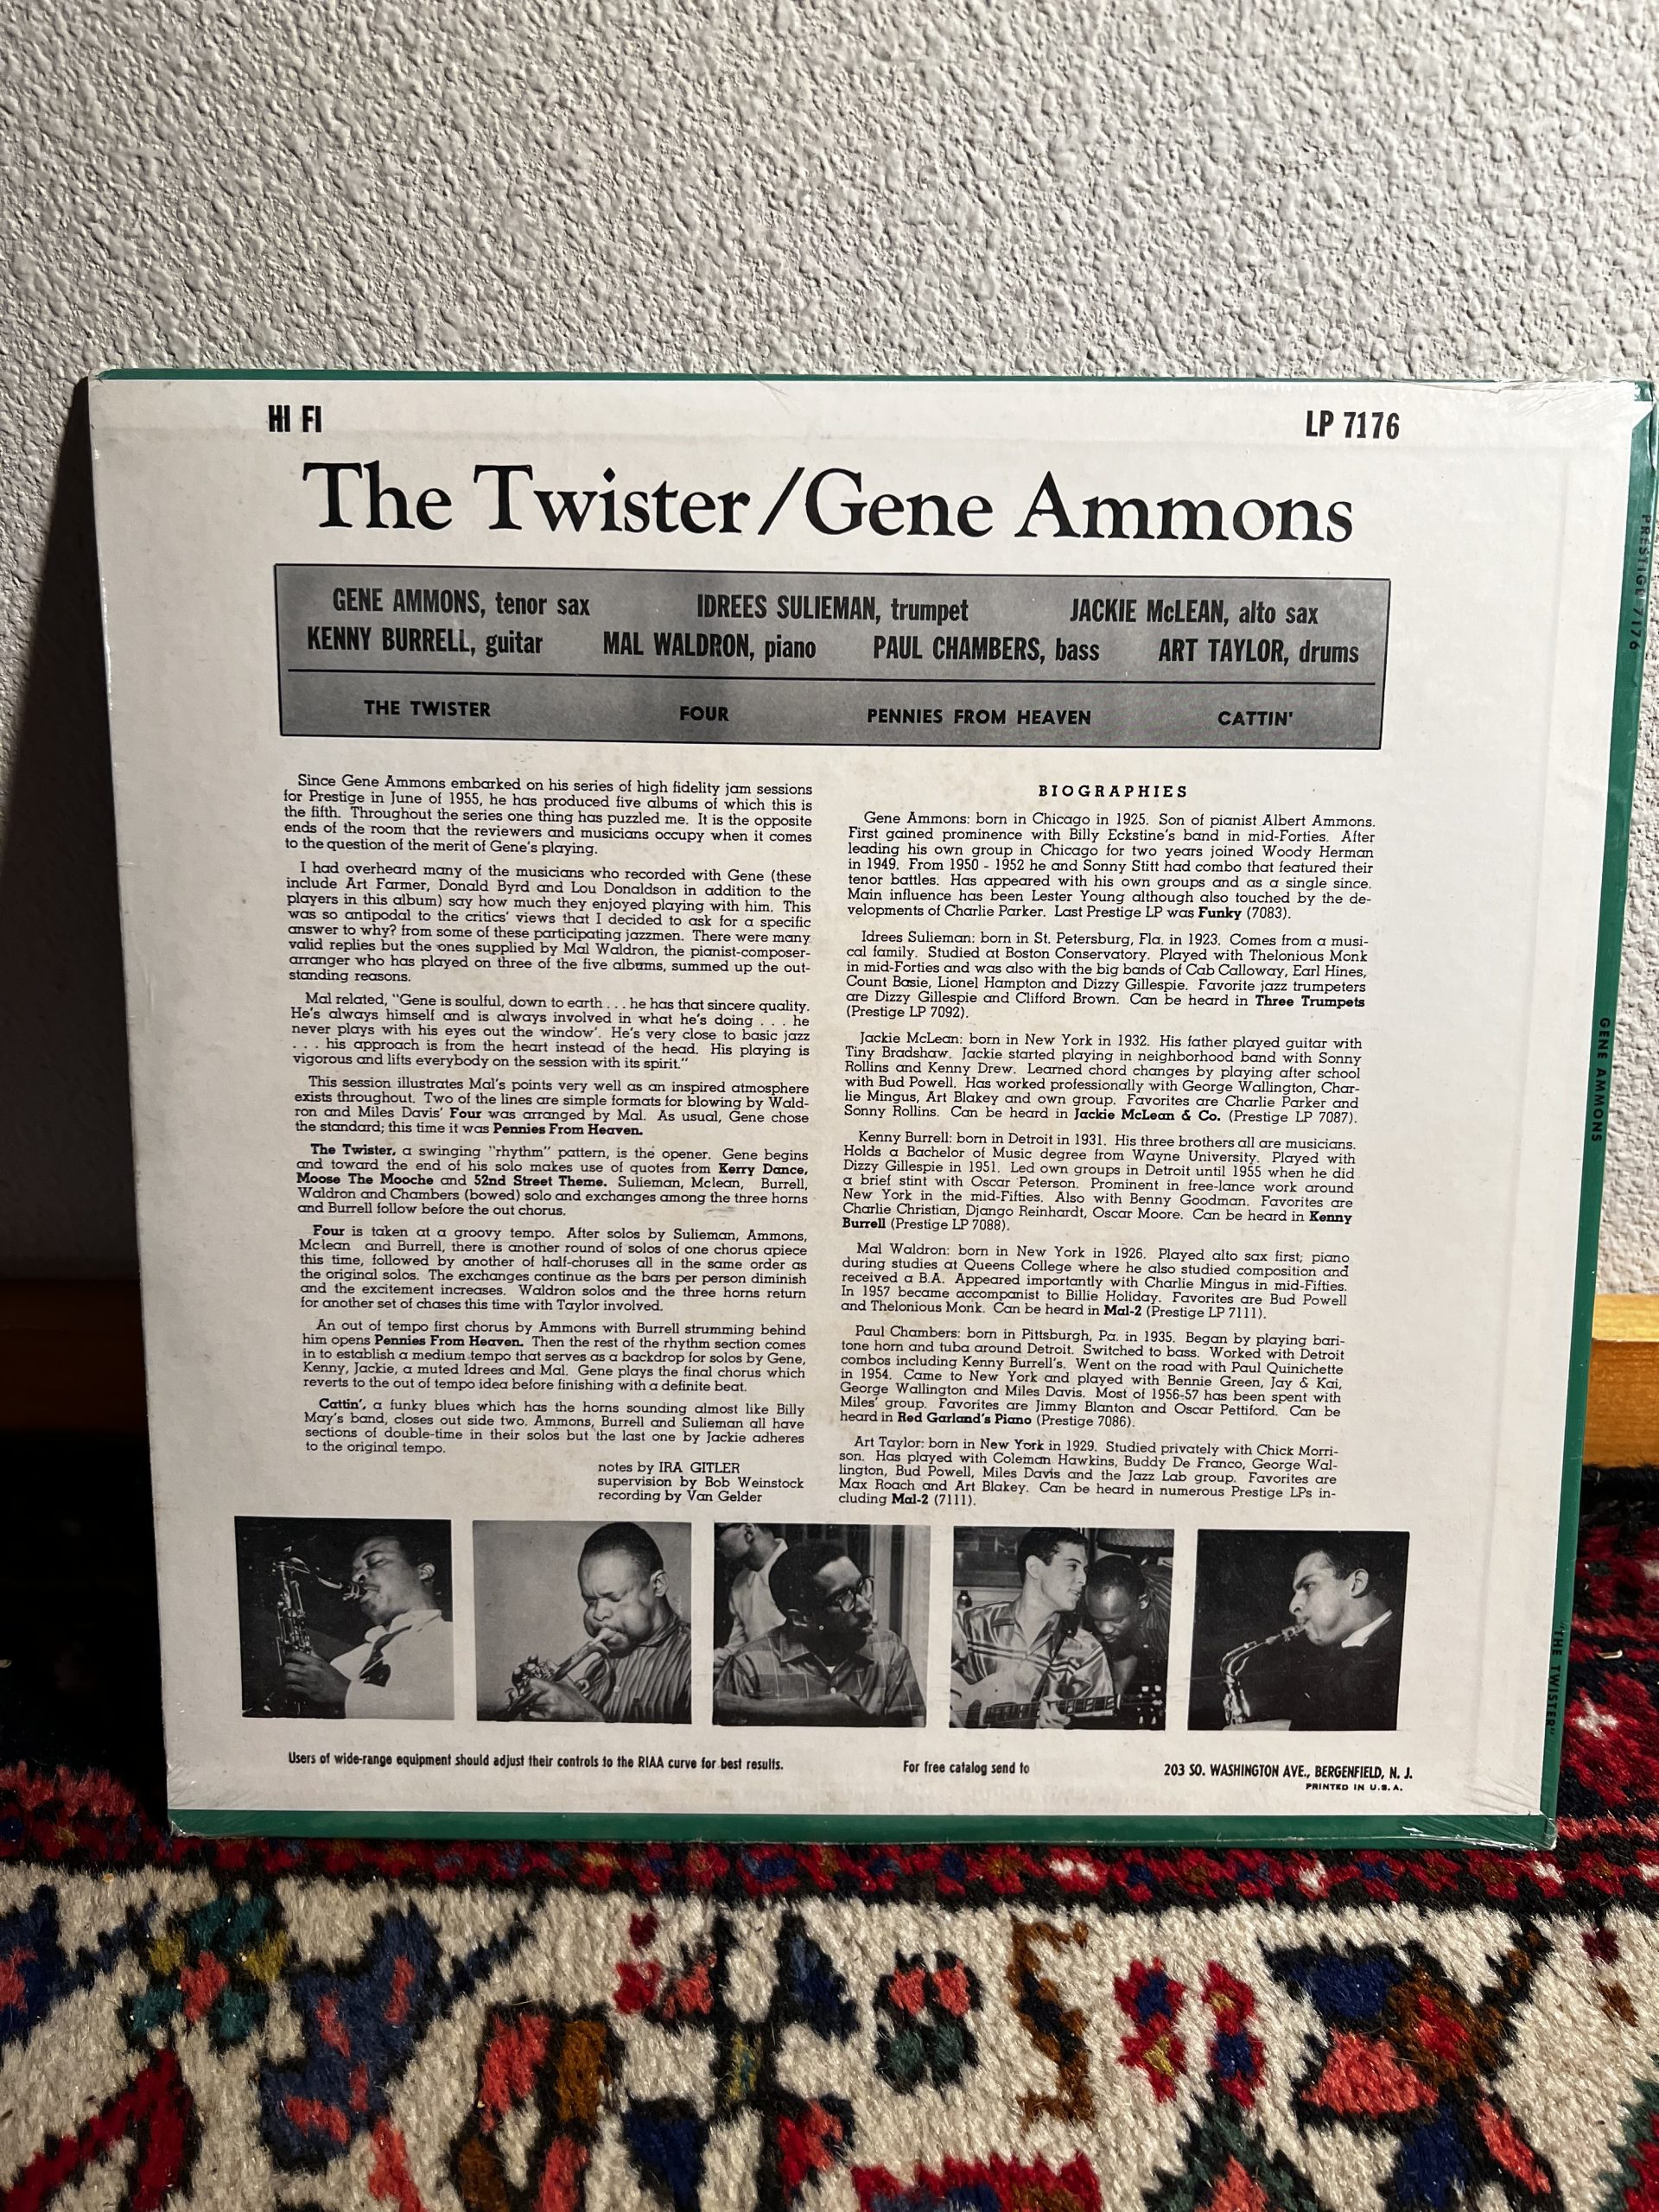 HI FI
LP 7176
The Twister/Gene Ammons
GENE AMMONS, tenor sax IDREES SULIEMAN, trumpet JACKIE McLEAN, alto sax
KENNY BURRELL, guitar MAL WALDRON, piano PAUL CHAMBERS, bass ART TAYLOR, drums
THE TWISTER FOUR PENNIES FROM HEAVEN CATTIN'
Since Gene Ammons embarked on his series of high fidelity jam sessions
for Prestige in June of 1955, he has produced five albums of which this is
the fifth. Throughout the series one thing has puzzled me. It is the opposite
ends of the room that the reviewers and musicians occupy when it comes
to the question of the merit of Gene's playing.
I had overheard many of the musicians who recorded with Gene (these
include Art Farmer, Donald Byrd and Lou Donaldson in addition to the
players in this album) say how much they enjoyed playing with him. This
was so antipodal to the critics' views that I decided to ask for a specific
answer to why? from some of these participating jazzmen. There were many
valid replies but the ones supplied by Mal Waldron, the pianist-composer-
arranger who has played on three of the five albums, summed up the out-
standing reasons.
Mal related, "Gene is soulful, down to earth . . . he has that sincere quality.
He's always himself and is always involved in what he's doing . . . he
never plays with his eyes out the window'. He's very close to basic jazz
. . . his approach is from the heart instead of the head. His playing is
vigorous and lifts everybody on the session with its spirit."
This session illustrates Mal's points very well as an inspired atmosphere
exists throughout. Two of the lines are simple formats for blowing by Wald-
ron and Miles Davis' Four was arranged by Mal. As usual, Gene chose
the standard; this time it was Pennies From Heaven.
The Twister, a swinging "rhythm" pattern, is the opener. Gene begins
and toward the end of his solo makes use of quotes from Kerry Dance,
Moose The Mooche and 52nd Street Theme. Sulieman, Mclean, Burrell,
Waldron and Chambers (bowed) solo and exchanges among the three horns
and Burrell follow before the out chorus.
Four is taken at a groovy tempo. After solos by Sulieman, Ammons,
Mclean and Burrell, there is another round of solos of one chorus apiece
this time, followed by another of half-choruses all in the same order as
the original solos. The exchanges continue as the bars per person diminish
and the excitement increases. Waldron solos and the three horns return
for another set of chases this time with Taylor involved.
An out of tempo first chorus by Ammons with Burrell strumming behind
him opens Pennies From Heaven. Then the rest of the rhythm section comes
in to establish a medium tempo that serves as a backdrop for solos by Gene,
Kenny, Jackie, a muted Idrees and Mal. Gene plays the final chorus which
reverts to the out of tempo idea before finishing with a definite beat.
Cattin', a funky blues which has the horns sounding almost like Billy
May's band, closes out side two. Ammons, Burrell and Sulieman all have
sections of double-time in their solos but the last one by Jackie adheres
to the original tempo.
notes by IRA GITLER
supervision by Bob Weinstock
recording by Van Gelder
BIOGRAPHIES
Gene Ammons: born in Chicago in 1925. Son of pianist Albert Ammons.
First gained prominence with Billy Eckstine's band in mid-Forties. After
leading his own group in Chicago for two years joined Woody Herman
in 1949. From 1950 - 1952 he and Sonny Stitt had combo that featured their
tenor battles. Has appeared with his own groups and as a single since.
Main influence has been Lester Young although also touched by the de-
velopments of Charlie Parker. Last Prestige LP was Funky (7083).
Idrees Sulieman: born in St. Petersburg, Fla. in 1923. Comes from a musi-
cal family. Studied at Boston Conservatory. Played with Thelonious Monk
in mid-Forties and was also with the big bands of Cab Calloway, Earl Hines,
Count Basie, Lionel Hampton and Dizzy Gillespie. Favorite jazz trumpeters
are Dizzy Gillespie and Clifford Brown. Can be heard in Three Trumpets
(Prestige LP 7092).
Jackie McLean: born in New York in 1932. His father played guitar with
Tiny Bradshaw. Jackie started playing in neighborhood band with Sonny
Rollins and Kenny Drew. Learned chord changes by playing after school
with Bud Powell. Has worked professionally with George Wallington, Char-
lie Mingus, Art Blakey and own group. Favorites are Charlie Parker and
Sonny Rollins. Can be heard in Jackie McLean & Co. (Prestige LP 7087).
Kenny Burrell: born in Detroit in 1931. His three brothers all are musicians.
Holds a Bachelor of Music degree from Wayne University. Played with
Dizzy Gillespie in 1951. Led own groups in Detroit until 1955 when he did
a brief stint with Oscar Peterson. Prominent in free-lance work around
New York in the mid-Fifties. Also with Benny Goodman. Favorites are
Charlie Christian, Django Reinhardt, Oscar Moore. Can be heard in Kenny
Burrell (Prestige LP 7088).
Mal Waldron: born in New York in 1926. Played alto sax first; piano
during studies at Queens College where he also studied composition and
received a B.A. Appeared importantly with Charlie Mingus in mid-Fifties.
In 1957 became accompanist to Billie Holiday. Favorites are Bud Powell
and Thelonious Monk. Can be heard in Mal-2 (Prestige LP 7111).
Paul Chambers: born in Pittsburgh, Pa. in 1935. Began by playing bari-
tone horn and tuba around Detroit. Switched to bass. Worked with Detroit
combos including Kenny Burrell's. Went on the road with Paul Quinichette
in 1954. Came to New York and played with Bennie Green, Jay & Kai,
George Wallington and Miles Davis. Most of 1956-57 has been spent with
Miles' group. Favorites are Jimmy Blanton and Oscar Pettiford. Can be
heard in Red Garland's Piano (Prestige 7086).
Art Taylor: born in New York in 1929. Studied privately with Chick Morri-
son. Has played with Coleman Hawkins, Buddy De Franco, George Wal-
lington, Bud Powell, Miles Davis and the Jazz Lab group. Favorites are
Max Roach and Art Blakey. Can be heard in numerous Prestige LPs in-
cluding Mal-2 (7111).
Users of wide-range equipment should adjust their controls to the RIAA curve for best results.
For free catalog send to
203 SO. WASHINGTON AVE., BERGENFIELD, N. J.
PRINTED IN U.S.A.
PRESTIGE 7176
GENE AMMONS
"THE TWISTER"